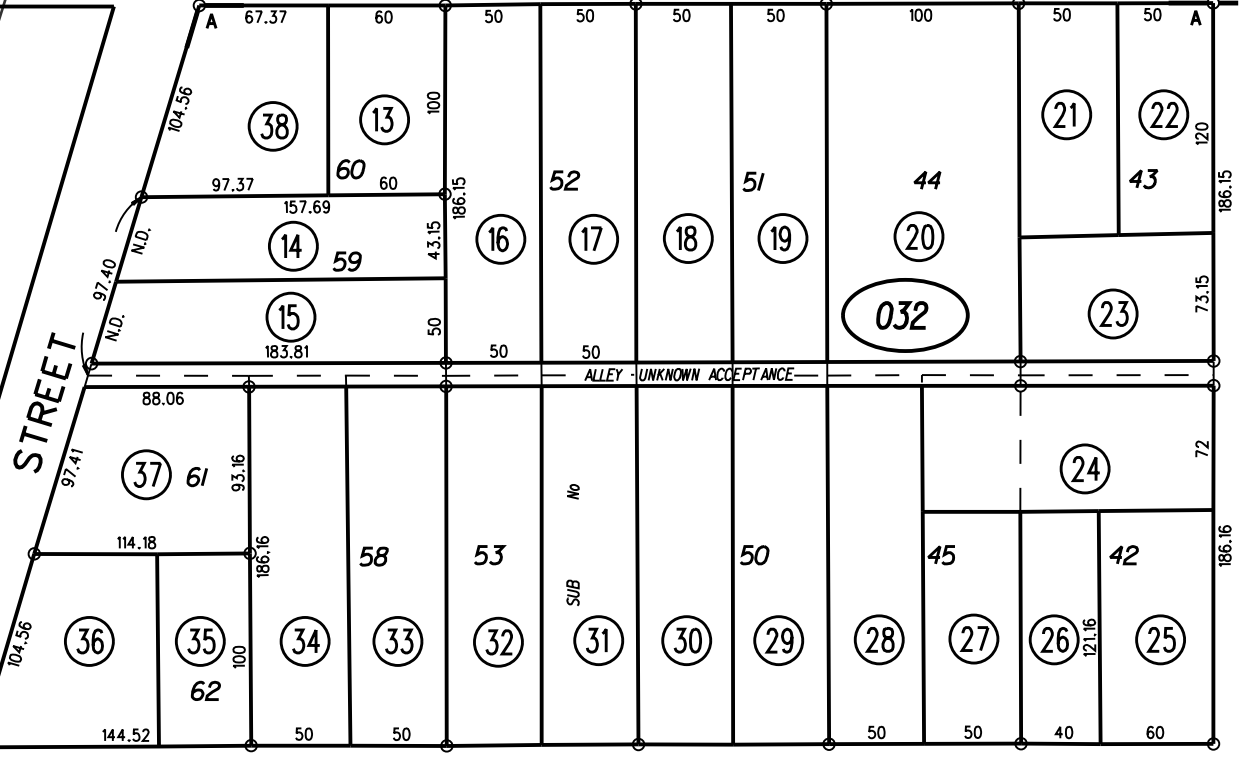 A 67.37 60 50 50 50 50 100 50 50 A
104.56 38 13 100 21 22 120
60 52 51 44 43
97.37 60 186.15 186.15
157.69
N.D. 14 59 43.15 16 17 18 19 20
97.40
N.D. 15 50 032 23 73.15
183.81 50 50
ALLEY - UNKNOWN ACCEPTANCE
STREET
88.06
97.41 37 61 93.16 No 24 72
114.18 186.16 58 53 50 45 42 186.16
SUB
104.56 36 35 100 34 33 32 31 30 29 28 27 26 121.16 25
62
144.52 50 50 50 50 40 60